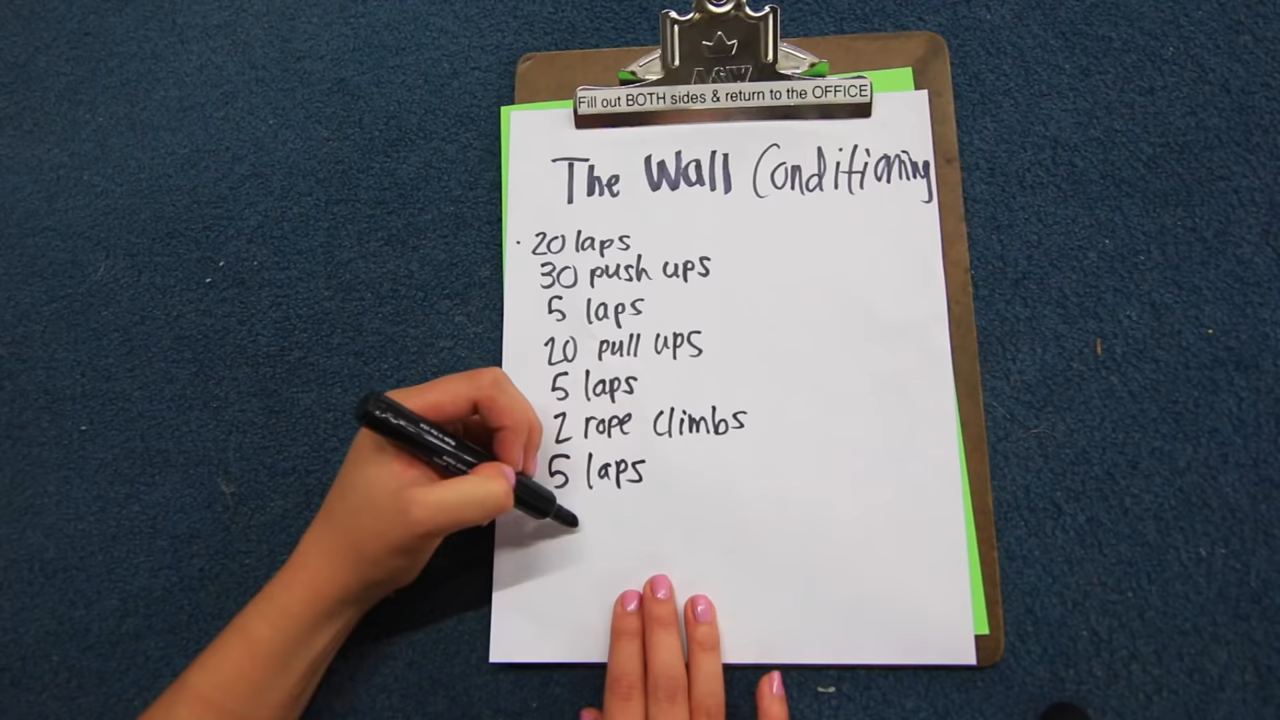 A&W
Fill out BOTH sides & return to the OFFICE
The Wall Conditioning
· 20 laps
30 push ups
5 laps
20 pull ups
5 laps
2 rope climbs
5 laps